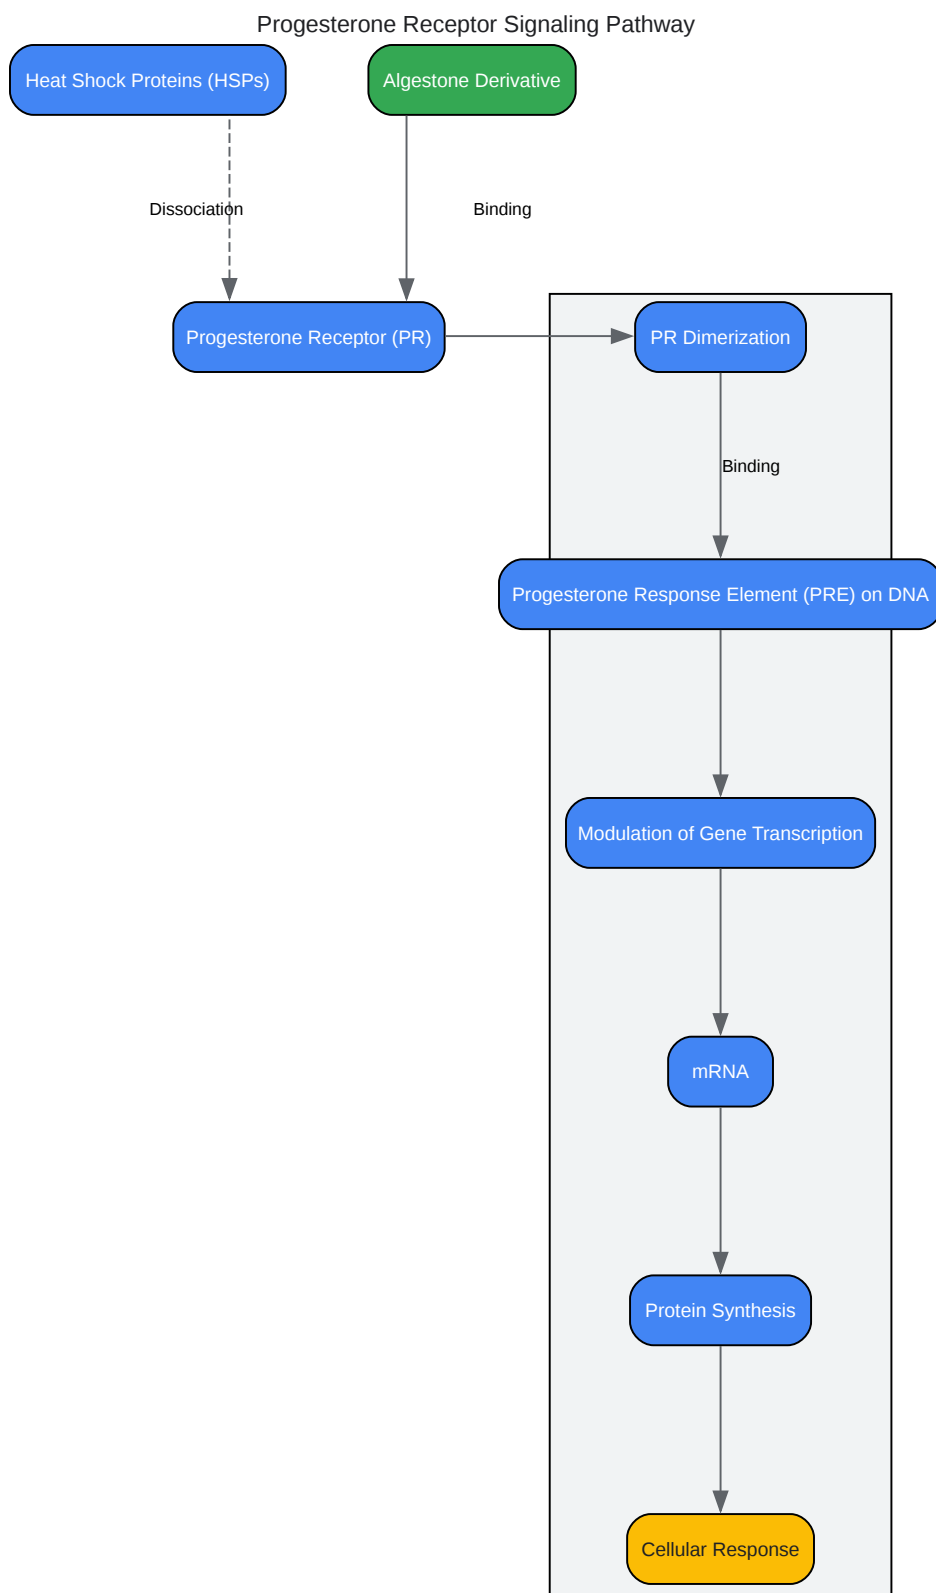 Progesterone Receptor Signaling Pathway
Heat Shock Proteins (HSPs)
Algestone Derivative
Dissociation
Binding
Progesterone Receptor (PR)
PR Dimerization
Binding
Progesterone Response Element (PRE) on DNA
Modulation of Gene Transcription
mRNA
Protein Synthesis
Cellular Response